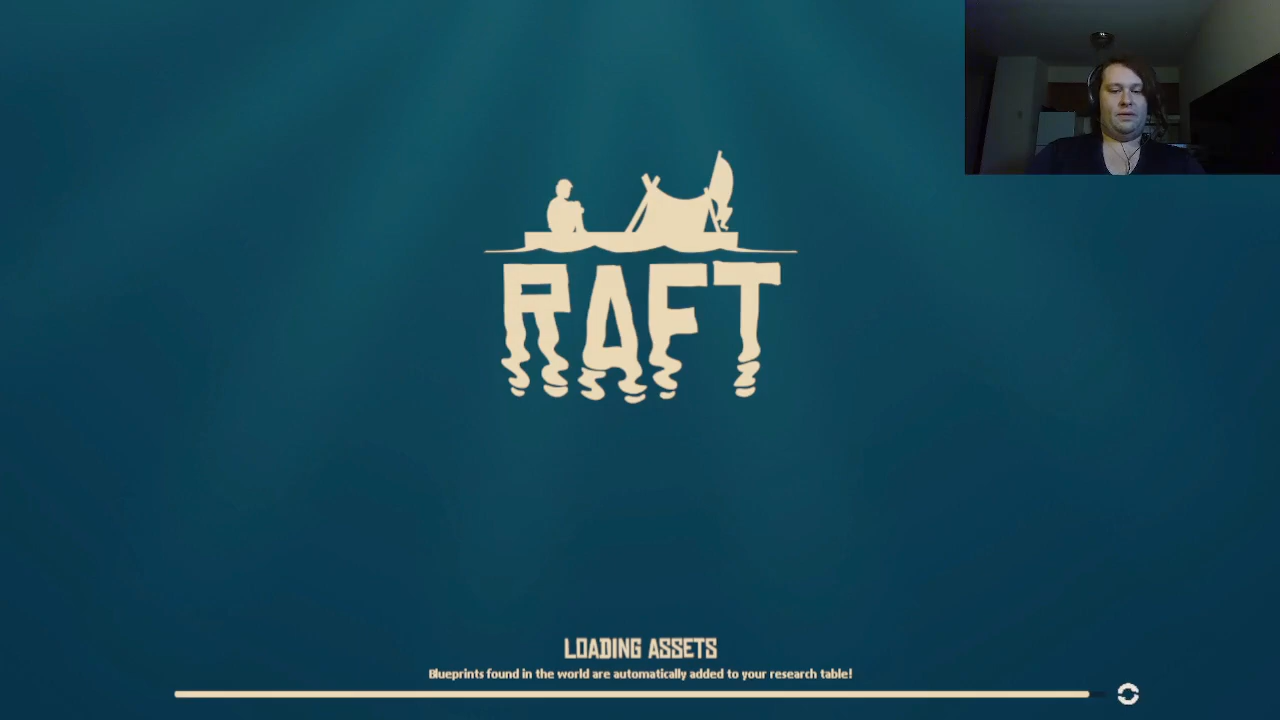 RAFT
LOADING ASSETS
Blueprints found in the world are automatically added to your research table!